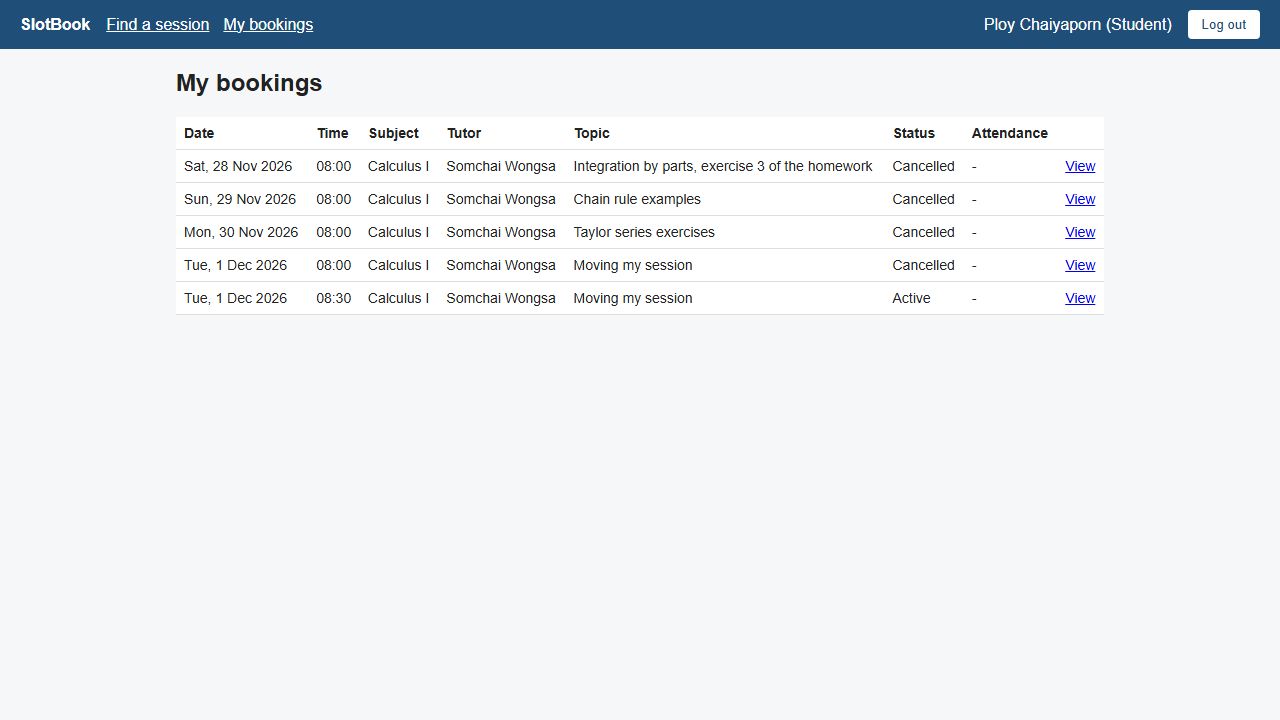 SlotBook Find a session My bookings Ploy Chaiyaporn (Student) Log out
My bookings
Date Time Subject Tutor Topic Status Attendance
Sat, 28 Nov 2026 08:00 Calculus I Somchai Wongsa Integration by parts, exercise 3 of the homework Cancelled - View
Sun, 29 Nov 2026 08:00 Calculus I Somchai Wongsa Chain rule examples Cancelled - View
Mon, 30 Nov 2026 08:00 Calculus I Somchai Wongsa Taylor series exercises Cancelled - View
Tue, 1 Dec 2026 08:00 Calculus I Somchai Wongsa Moving my session Cancelled - View
Tue, 1 Dec 2026 08:30 Calculus I Somchai Wongsa Moving my session Active - View